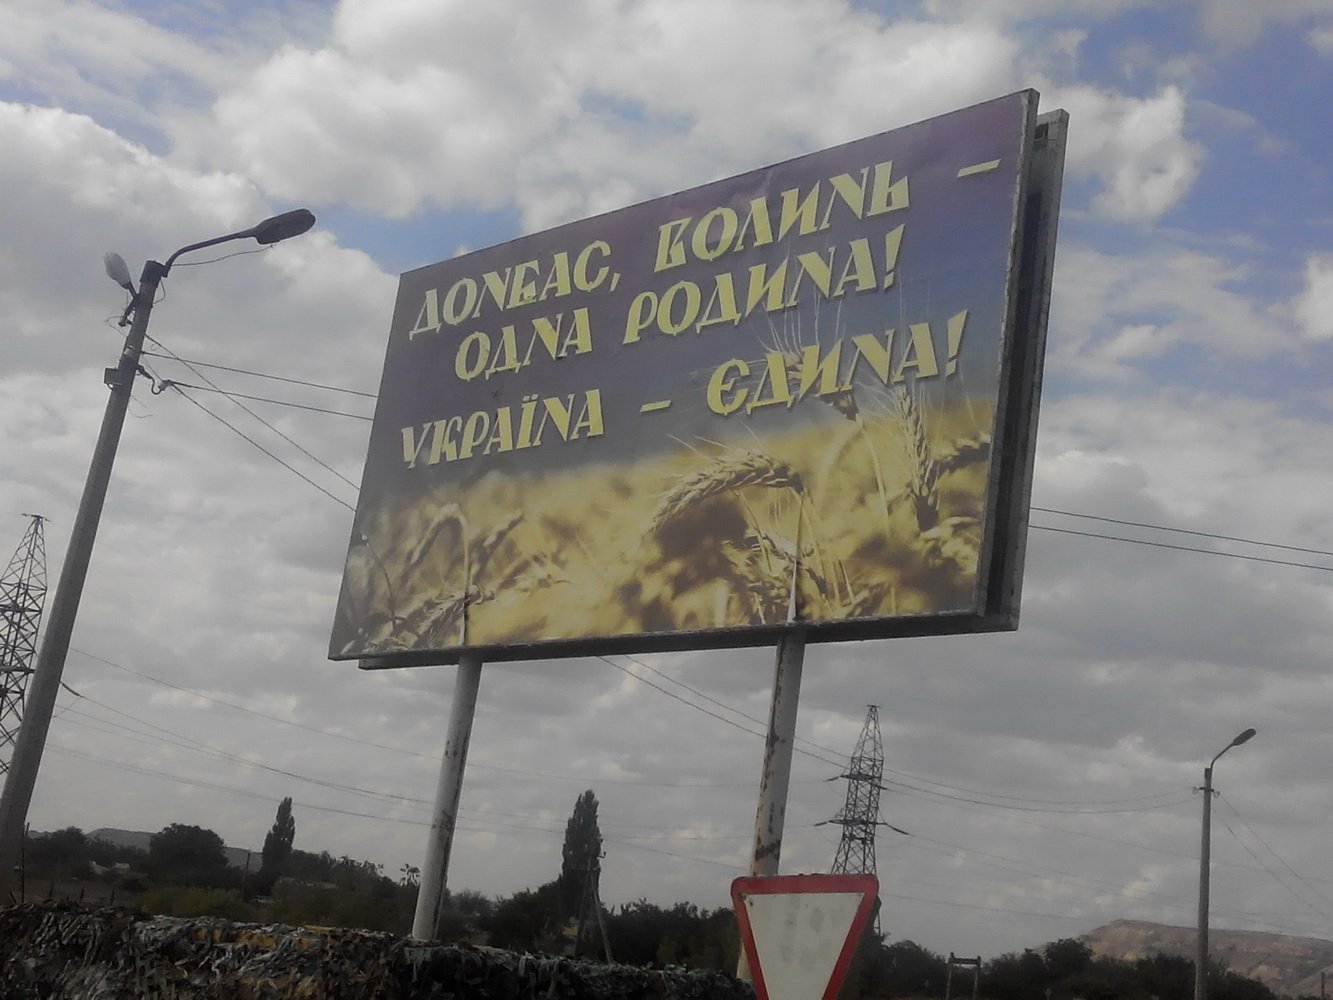 ДОНБАС, ВОЛИНЬ –
ОДНА РОДИНА!
УКРАЇНА – ЄДИНА!